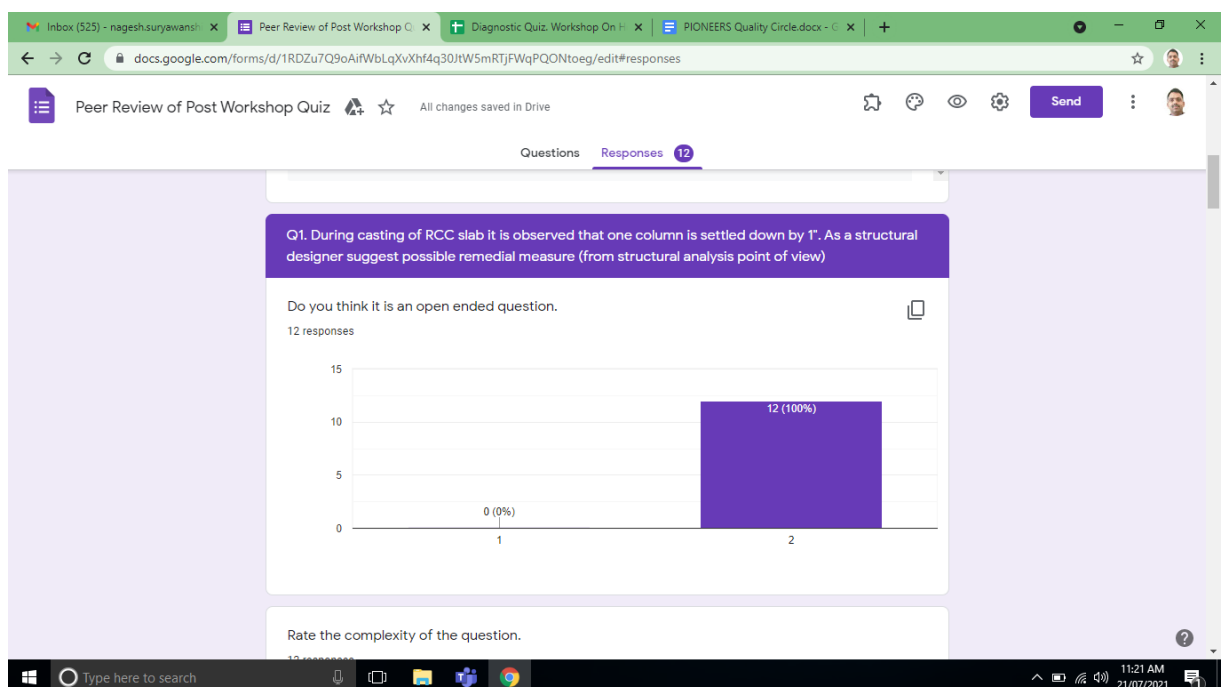 Inbox (525) - nagesh.suryawansh
Peer Review of Post Workshop Q
Diagnostic Quiz. Workshop On H
PIONEERS Quality Circle.docx - G
docs.google.com/forms/d/1RDZu7Q9oAifWbLqXvXhf4q30JtW5mRTjFWqPQONtoeg/edit#responses
Peer Review of Post Workshop Quiz
All changes saved in Drive
Send
Questions
Responses 12
Q1. During casting of RCC slab it is observed that one column is settled down by 1". As a structural
designer suggest possible remedial measure (from structural analysis point of view)
Do you think it is an open ended question.
12 responses
15
10
5
0
0 (0%)
12 (100%)
1
2
Rate the complexity of the question.
12 responses
Type here to search
11:21 AM
21/07/2021
1